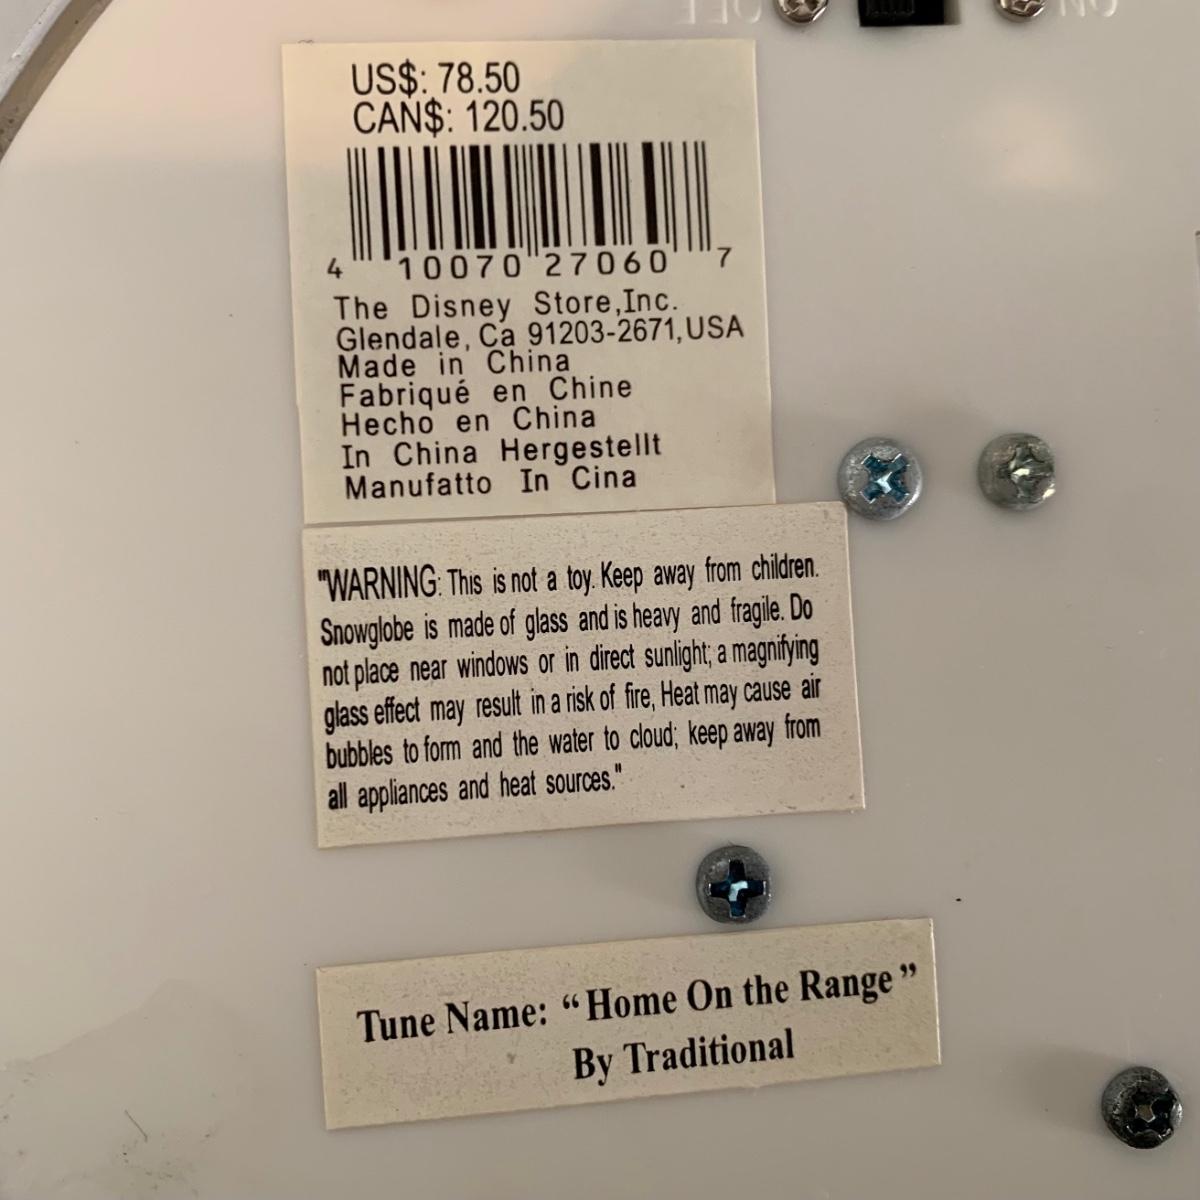 OFF
ON
US$: 78.50
CAN$: 120.50
4 10070 27060 7
The Disney Store,Inc.
Glendale, Ca 91203-2671,USA
Made in China
Fabriqué en Chine
Hecho en China
In China Hergestellt
Manufatto In Cina
"WARNING: This is not a toy. Keep away from children.
Snowglobe is made of glass and is heavy and fragile. Do
not place near windows or in direct sunlight; a magnifying
glass effect may result in a risk of fire, Heat may cause air
bubbles to form and the water to cloud; keep away from
all appliances and heat sources."
Tune Name: “Home On the Range”
By Traditional